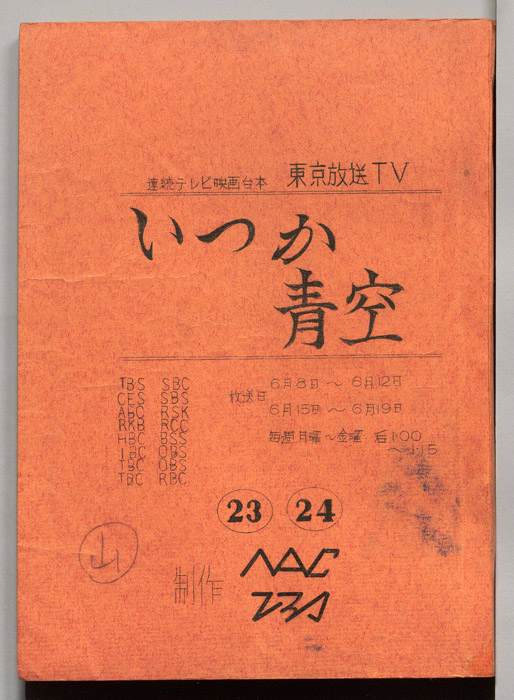 連続テレビ映画台本 東京放送TV
いつか
青空
TBS SBC
CES SBS
ABC RSK
RKB RCC
HBC BSS
IBC OBS
TBC OBS
TBC RBC
放送日
6月8日〜6月12日
6月15日〜6月19日
毎週月曜〜金曜 后1:00
〜1:15
23 24
山
制作